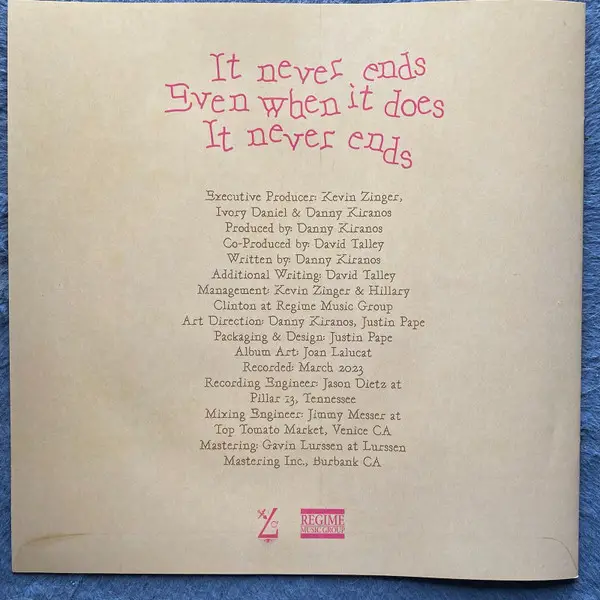 It never ends
Even when it does
It never ends
Executive Producer: Kevin Zinger,
Ivory Daniel & Danny Kiranos
Produced by: Danny Kiranos
Co-Produced by: David Talley
Written by: Danny Kiranos
Additional Writing: David Talley
Management: Kevin Zinger & Hillary
Clinton at Regime Music Group
Art Direction: Danny Kiranos, Justin Pape
Packaging & Design: Justin Pape
Album Art: Joan Lalucat
Recorded: March 2023
Recording Engineer: Jason Dietz at
Pillar 13, Tennessee
Mixing Engineer: Jimmy Messer at
Top Tomato Market, Venice CA
Mastering: Gavin Lurssen at Lurssen
Mastering Inc., Burbank CA
REGIME
MUSIC GROUP